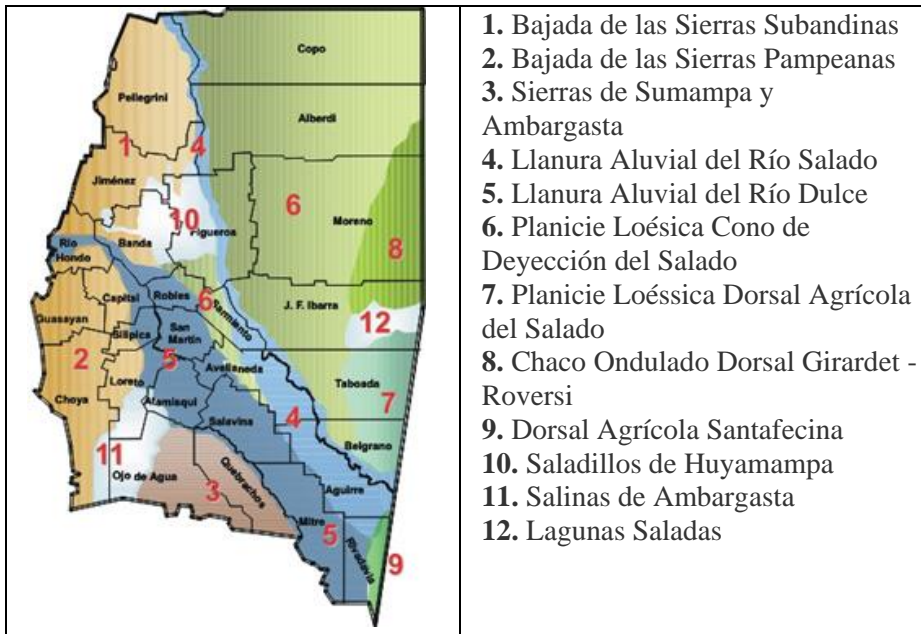 Copo
Pellegrini
Alberdi
1
4
Jiménez
6
10
Moreno
Figueroa
8
Banda
Río
Hondo
Robles
6
J. F. Ibarra
Capital
Sarmiento
12
Guasayan
San
Martín
Silipica
2
5
Avellaneda
Taboada
Loreto
7
Choya
Atamisqui
4
Salavina
Belgrano
11
Ojo de Agua
3
Quebrachos
Aguirre
Mitre
5
Rivadavia
9
1. Bajada de las Sierras Subandinas
2. Bajada de las Sierras Pampeanas
3. Sierras de Sumampa y
Ambargasta
4. Llanura Aluvial del Río Salado
5. Llanura Aluvial del Río Dulce
6. Planicie Loésica Cono de
Deyección del Salado
7. Planicie Loéssica Dorsal Agrícola
del Salado
8. Chaco Ondulado Dorsal Girardet -
Roversi
9. Dorsal Agrícola Santafecina
10. Saladillos de Huyamampa
11. Salinas de Ambargasta
12. Lagunas Saladas